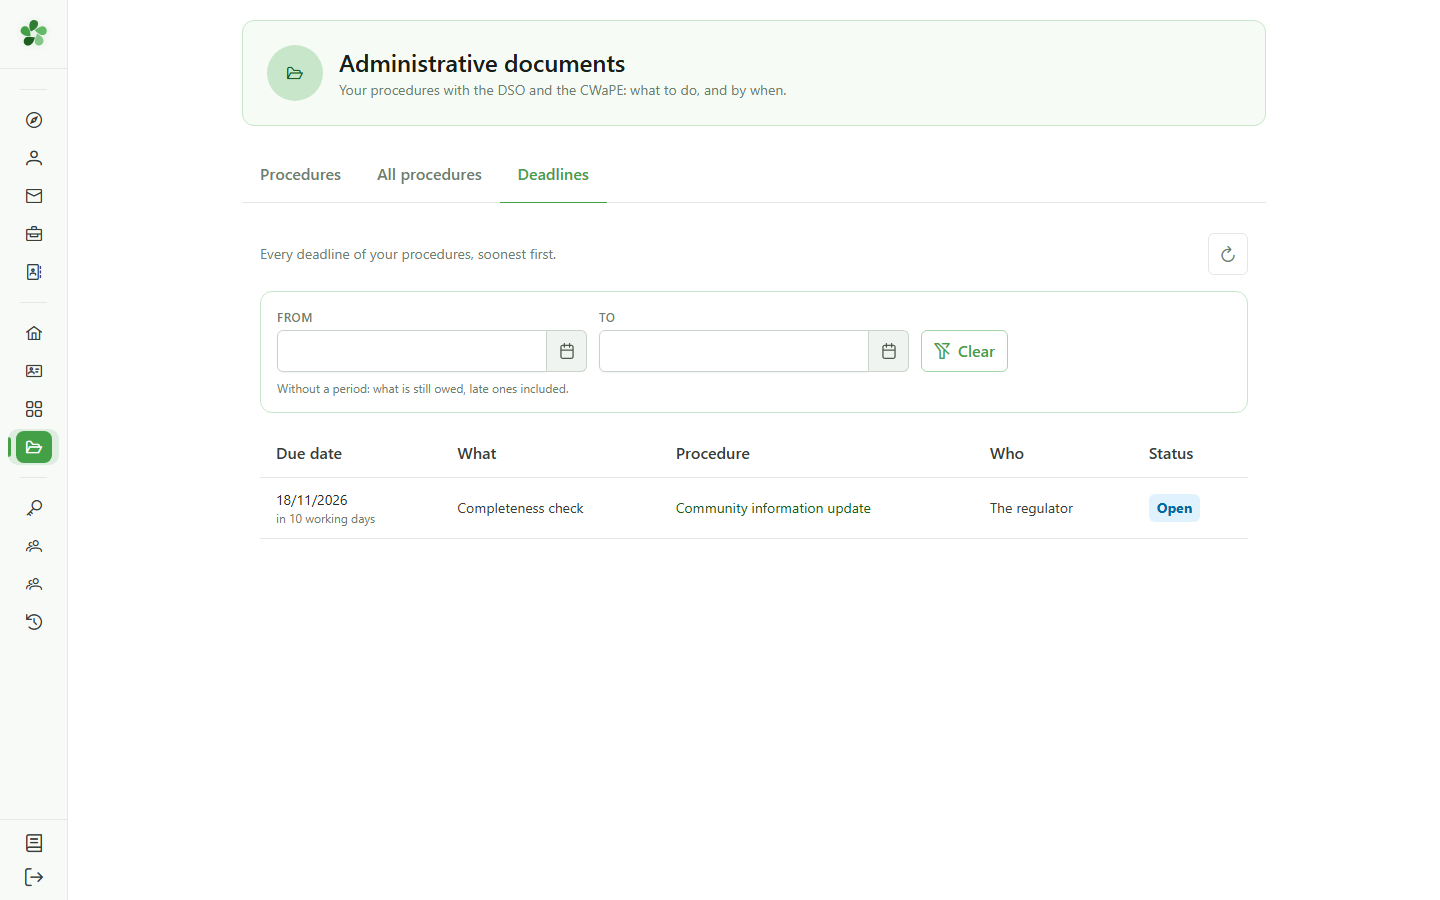 Administrative documents
Your procedures with the DSO and the CWaPE: what to do, and by when.
Procedures
All procedures
Deadlines
Every deadline of your procedures, soonest first.
FROM
TO
Clear
Without a period: what is still owed, late ones included.
Due date
What
Procedure
Who
Status
18/11/2026
in 10 working days
Completeness check
Community information update
The regulator
Open